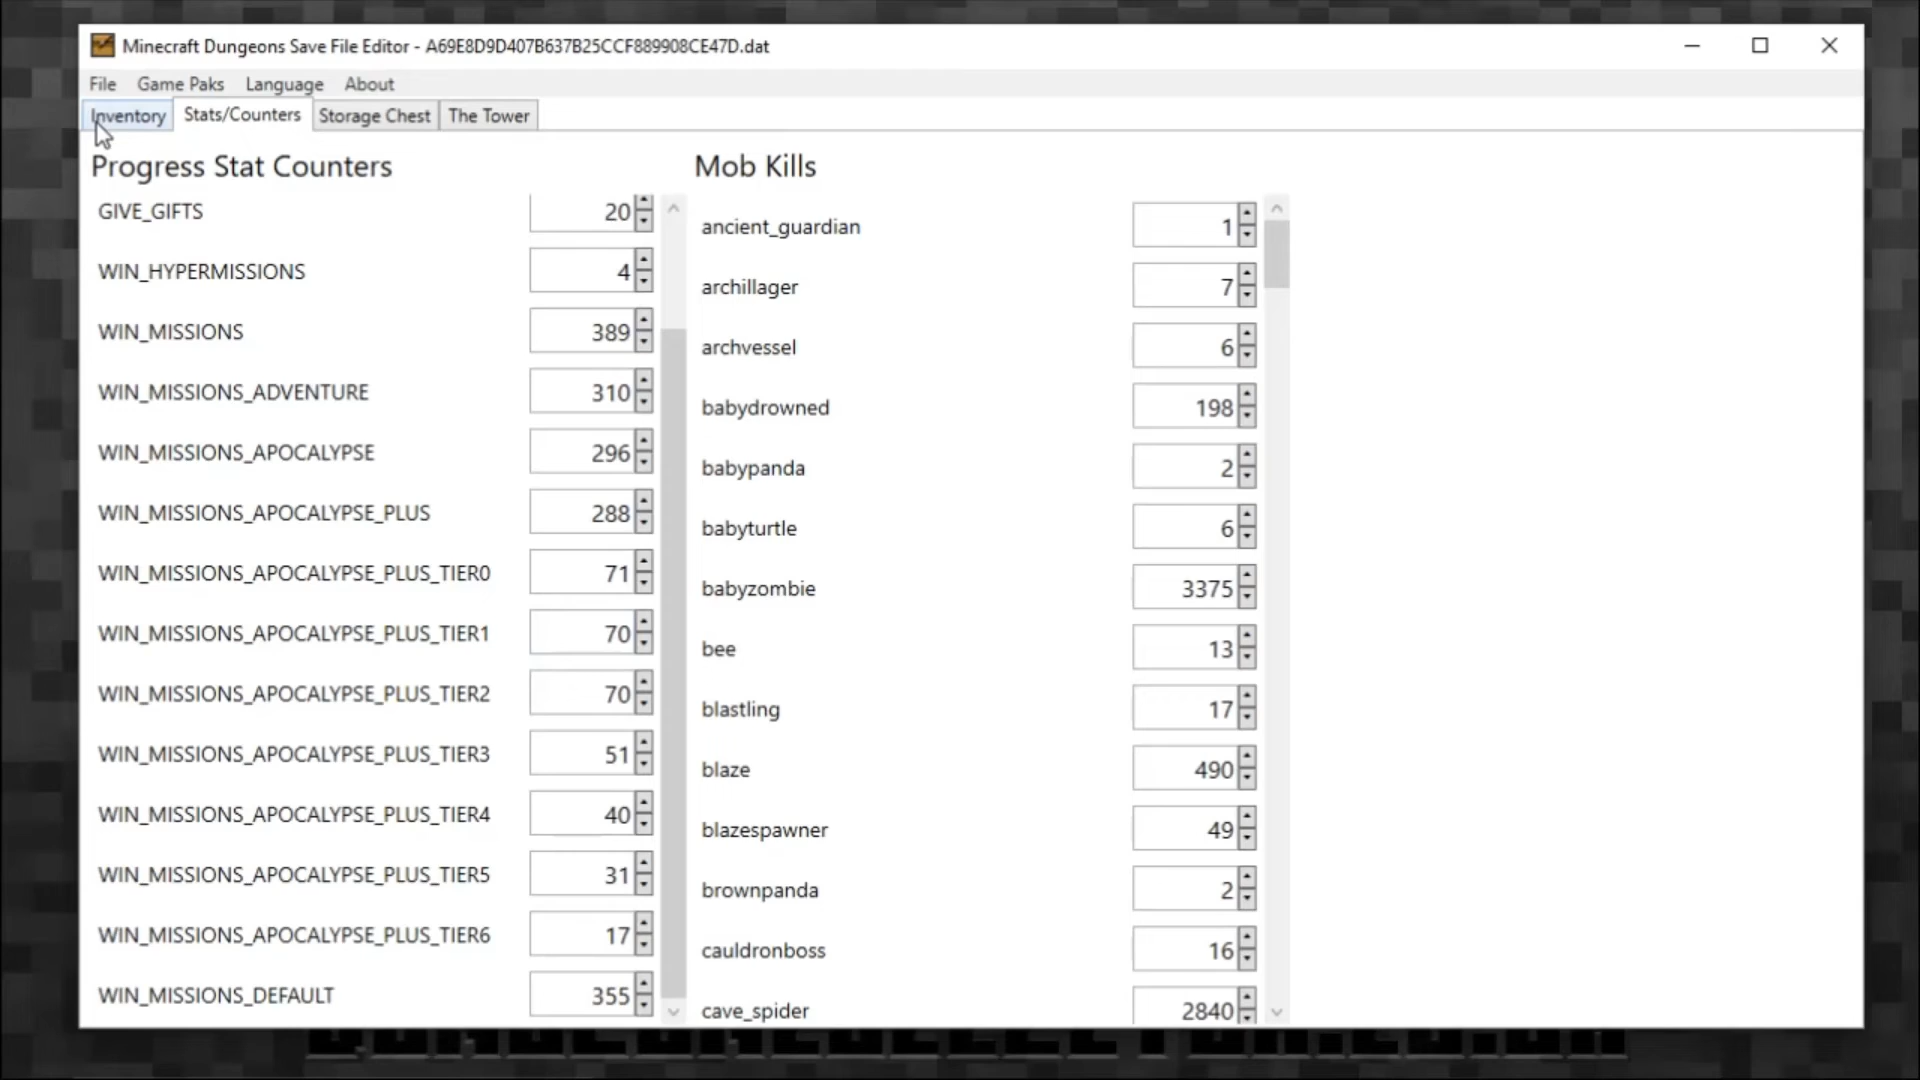 Minecraft Dungeons Save File Editor - A69E8D9D407B637B25CCF889908CE47D.dat
File Game Paks Language About
Inventory Stats/Counters Storage Chest The Tower
Progress Stat Counters
GIVE_GIFTS 20
WIN_HYPERMISSIONS 4
WIN_MISSIONS 389
WIN_MISSIONS_ADVENTURE 310
WIN_MISSIONS_APOCALYPSE 296
WIN_MISSIONS_APOCALYPSE_PLUS 288
WIN_MISSIONS_APOCALYPSE_PLUS_TIER0 71
WIN_MISSIONS_APOCALYPSE_PLUS_TIER1 70
WIN_MISSIONS_APOCALYPSE_PLUS_TIER2 70
WIN_MISSIONS_APOCALYPSE_PLUS_TIER3 51
WIN_MISSIONS_APOCALYPSE_PLUS_TIER4 40
WIN_MISSIONS_APOCALYPSE_PLUS_TIER5 31
WIN_MISSIONS_APOCALYPSE_PLUS_TIER6 17
WIN_MISSIONS_DEFAULT 355
Mob Kills
ancient_guardian 1
archillager 7
archvessel 6
babydrowned 198
babypanda 2
babyturtle 6
babyzombie 3375
bee 13
blastling 17
blaze 490
blazespawner 49
brownpanda 2
cauldronboss 16
cave_spider 2840